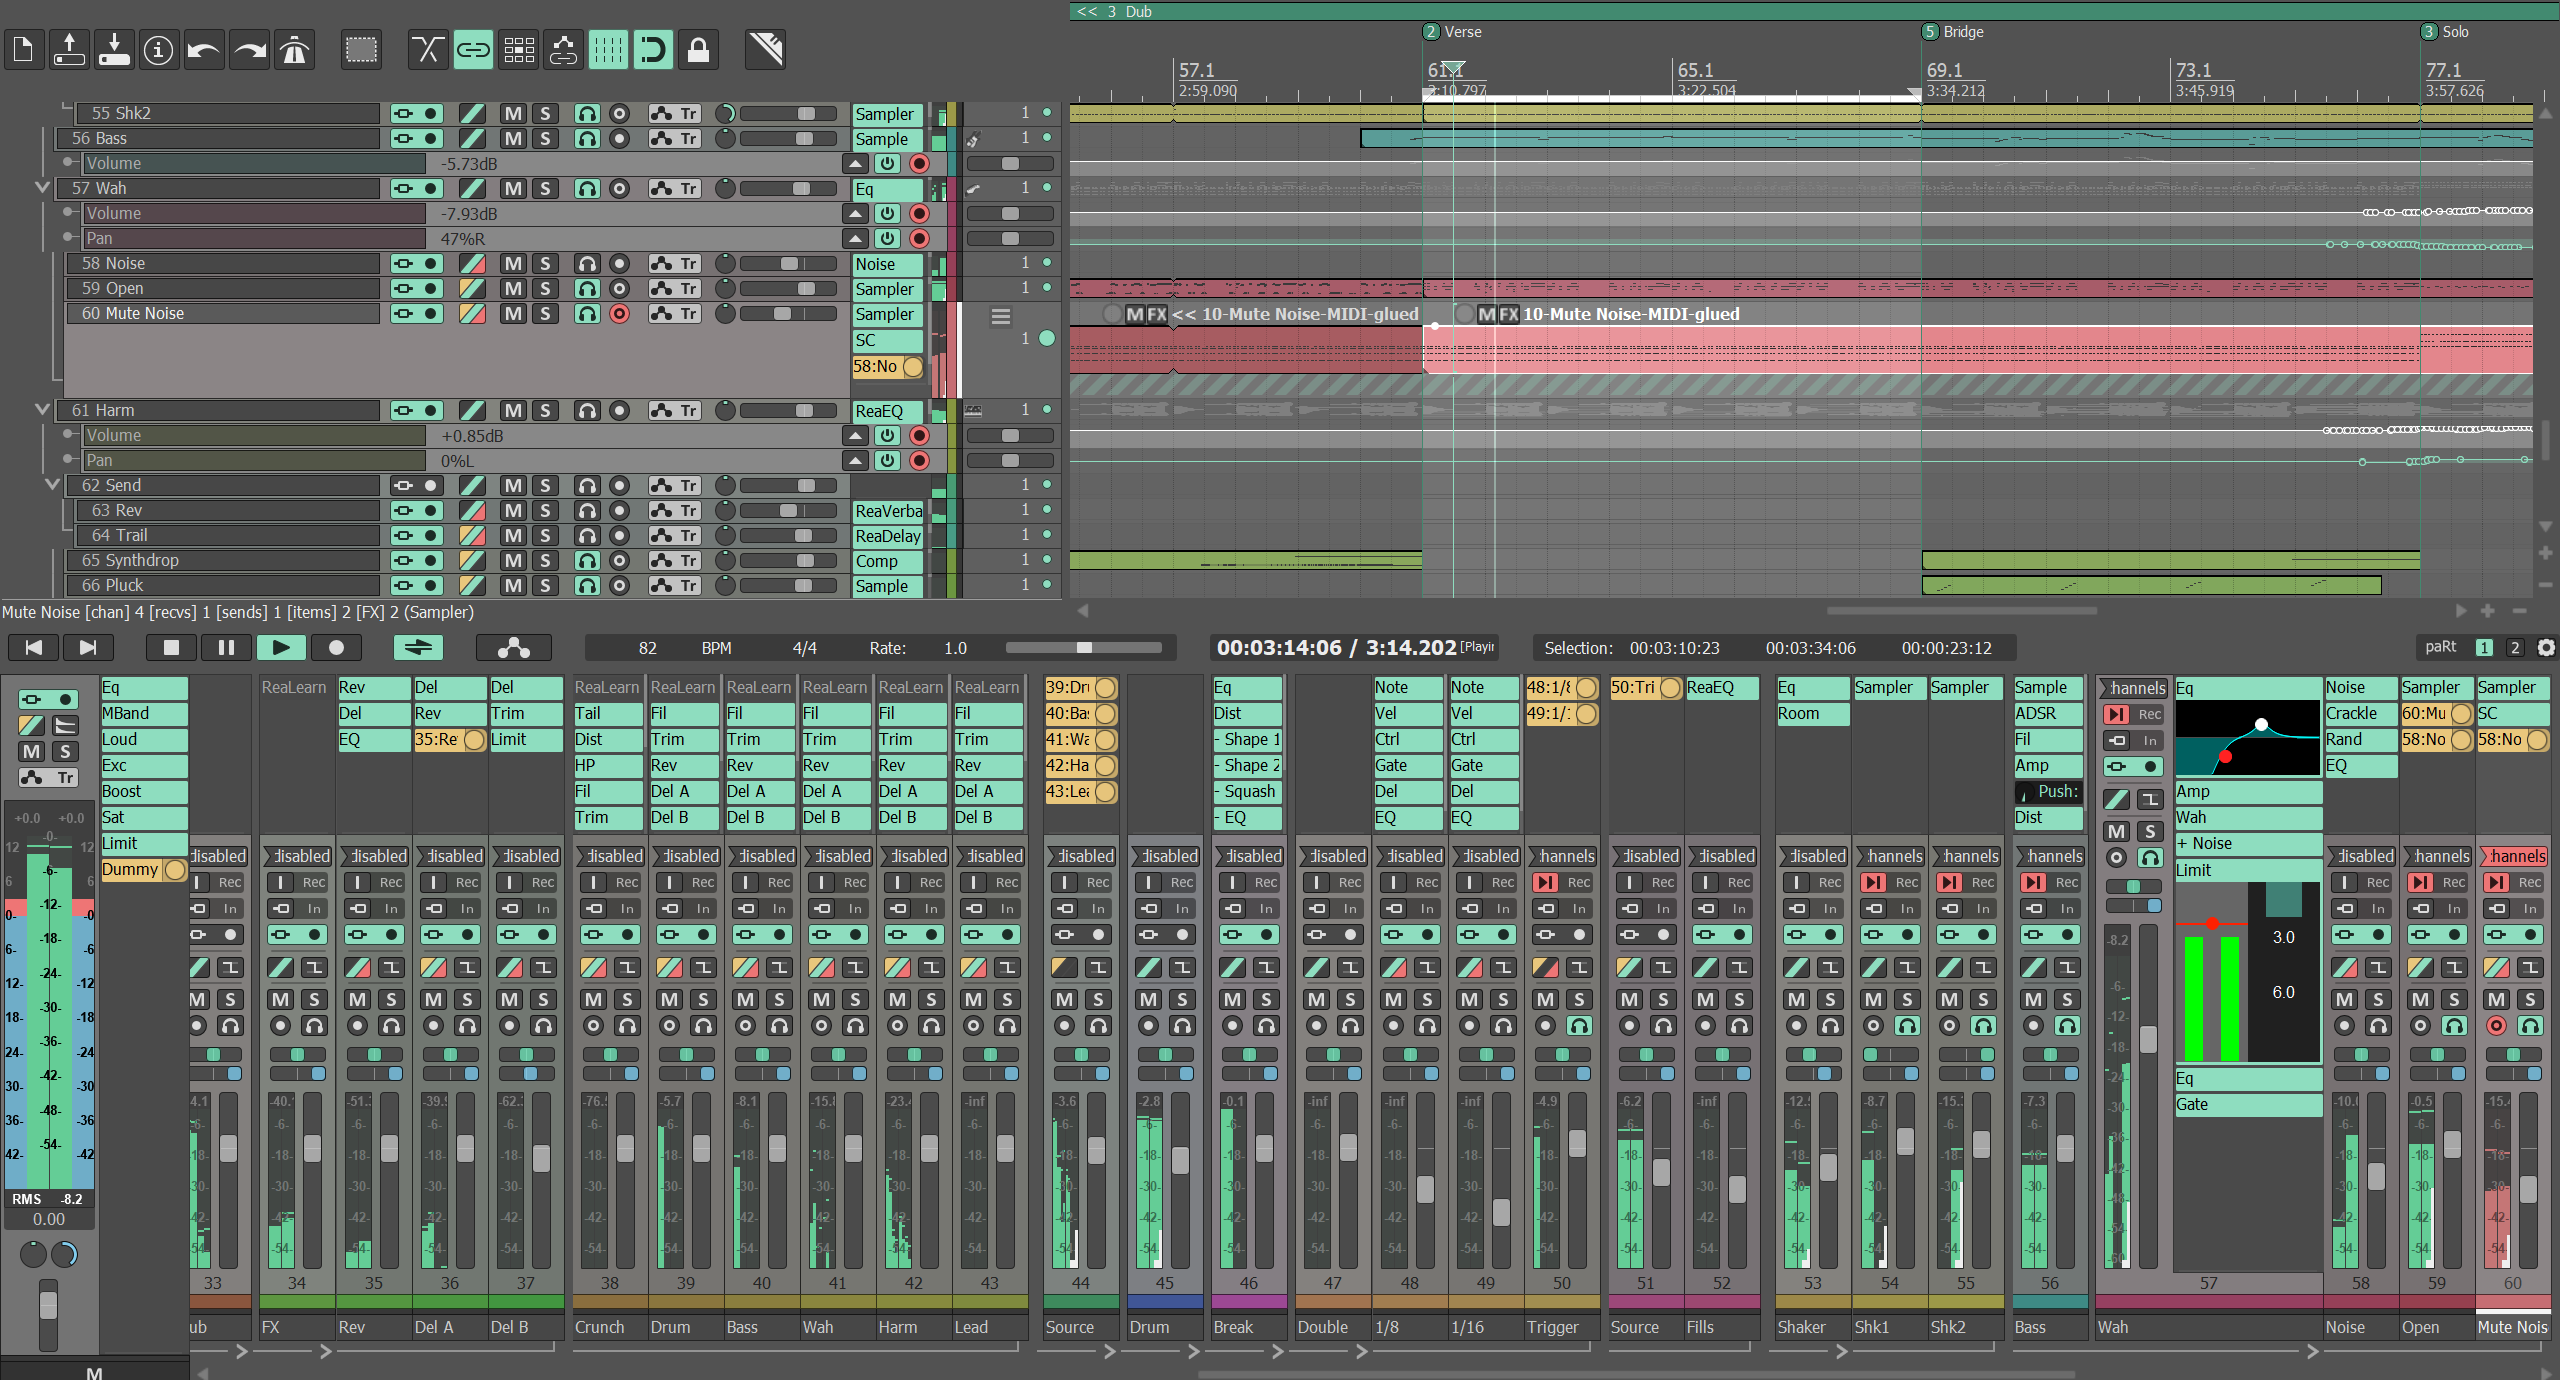 << 3 Dub
2 Verse
5 Bridge
3 Solo
57.1
61.1
65.1
69.1
73.1
77.1
2:59.090
3:10.797
3:22.504
3:34.212
3:45.919
3:57.626
55 Shk2 M S Tr Sampler 1
56 Bass M S Tr Sample 1
Volume -5.73dB
57 Wah M S Tr Eq 1
Volume -7.93dB
Pan 47%R
58 Noise M S Tr Noise 1
59 Open M S Tr Sampler 1
60 Mute Noise M S Tr Sampler
SC 1
58:No
M FX << 10-Mute Noise-MIDI-glued
M FX 10-Mute Noise-MIDI-glued
61 Harm M S Tr ReaEQ 1
Volume +0.85dB
Pan 0%L
62 Send M S Tr 1
63 Rev M S Tr ReaVerba 1
64 Trail M S Tr ReaDelay 1
65 Synthdrop M S Tr Comp 1
66 Pluck M S Tr Sample 1
Mute Noise [chan] 4 [recvs] 1 [sends] 1 [items] 2 [FX] 2 (Sampler)
82 BPM 4/4 Rate: 1.0
00:03:14:06 / 3:14.202 [Playin
Selection: 00:03:10:23 00:03:34:06 00:00:23:12
paRt 1 2
Eq
MBand
Loud
Exc
Boost
Sat
Limit
Dummy
M S
Tr
+0.0 +0.0
RMS -8.2
0.00
M
ReaLearn
Rev
Del
EQ
Del
Rev
35:Re
Del
Trim
Limit
ReaLearn
Tail
Dist
HP
Fil
Trim
ReaLearn
Fil
Trim
Rev
Del A
Del B
ReaLearn
Fil
Trim
Rev
Del A
Del B
ReaLearn
Fil
Trim
Rev
Del A
Del B
ReaLearn
Fil
Trim
Rev
Del A
Del B
ReaLearn
Fil
Trim
Rev
Del A
Del B
39:Dru
40:Bas
41:Wa
42:Ha
43:Lea
Eq
Dist
- Shape 1
- Shape 2
- Squash
- EQ
Note
Vel
Ctrl
Gate
Del
EQ
Note
Vel
Ctrl
Gate
Del
EQ
48:1/8
49:1/1
50:Tri
ReaEQ
Eq
Room
Sampler
Sampler
Sample
ADSR
Fil
Amp
Push:
Dist
hannels
Rec
In
M S
Eq
Amp
Wah
+ Noise
Limit
3.0
6.0
Eq
Gate
Noise
Crackle
Rand
EQ
Sampler
60:Mu
58:No
Sampler
SC
58:No
33 34 35 36 37 38 39 40 41 42 43 44 45 46 47 48 49 50 51 52 53 54 55 56 57 58 59 60
ub FX Rev Del A Del B Crunch Drum Bass Wah Harm Lead Source Drum Break Double 1/8 1/16 Trigger Source Fills Shaker Shk1 Shk2 Bass Wah Noise Open Mute Nois